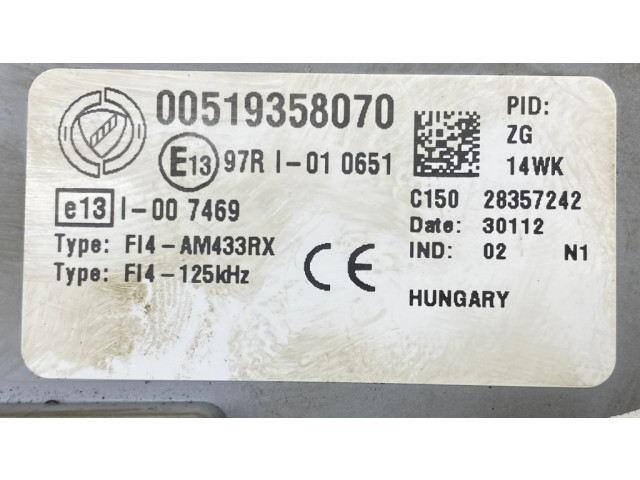 00519358070
E13 97R I-01 0651
e13 I-00 7469
Type: FI4-AM433RX
Type: FI4-125kHz
CE
PID:
ZG
14WK
C150 28357242
Date: 30112
IND: 02 N1
HUNGARY